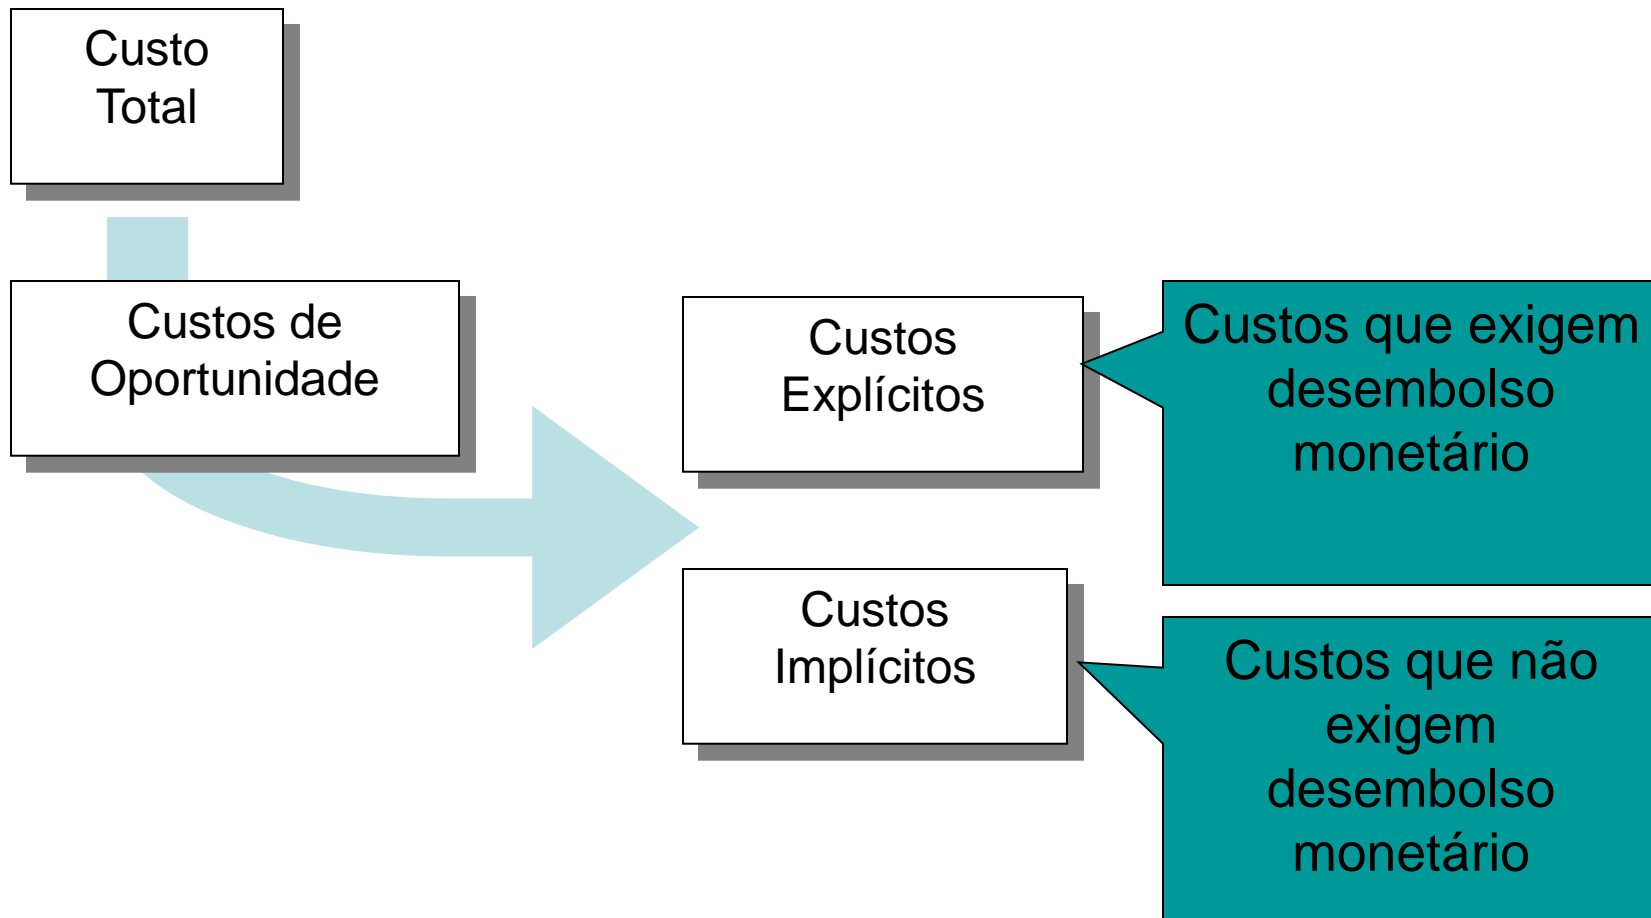 Custo
Total
Custos de
Oportunidade
Custos
Explícitos
Custos que exigem
desembolso
monetário
Custos
Implícitos
Custos que não
exigem
desembolso
monetário